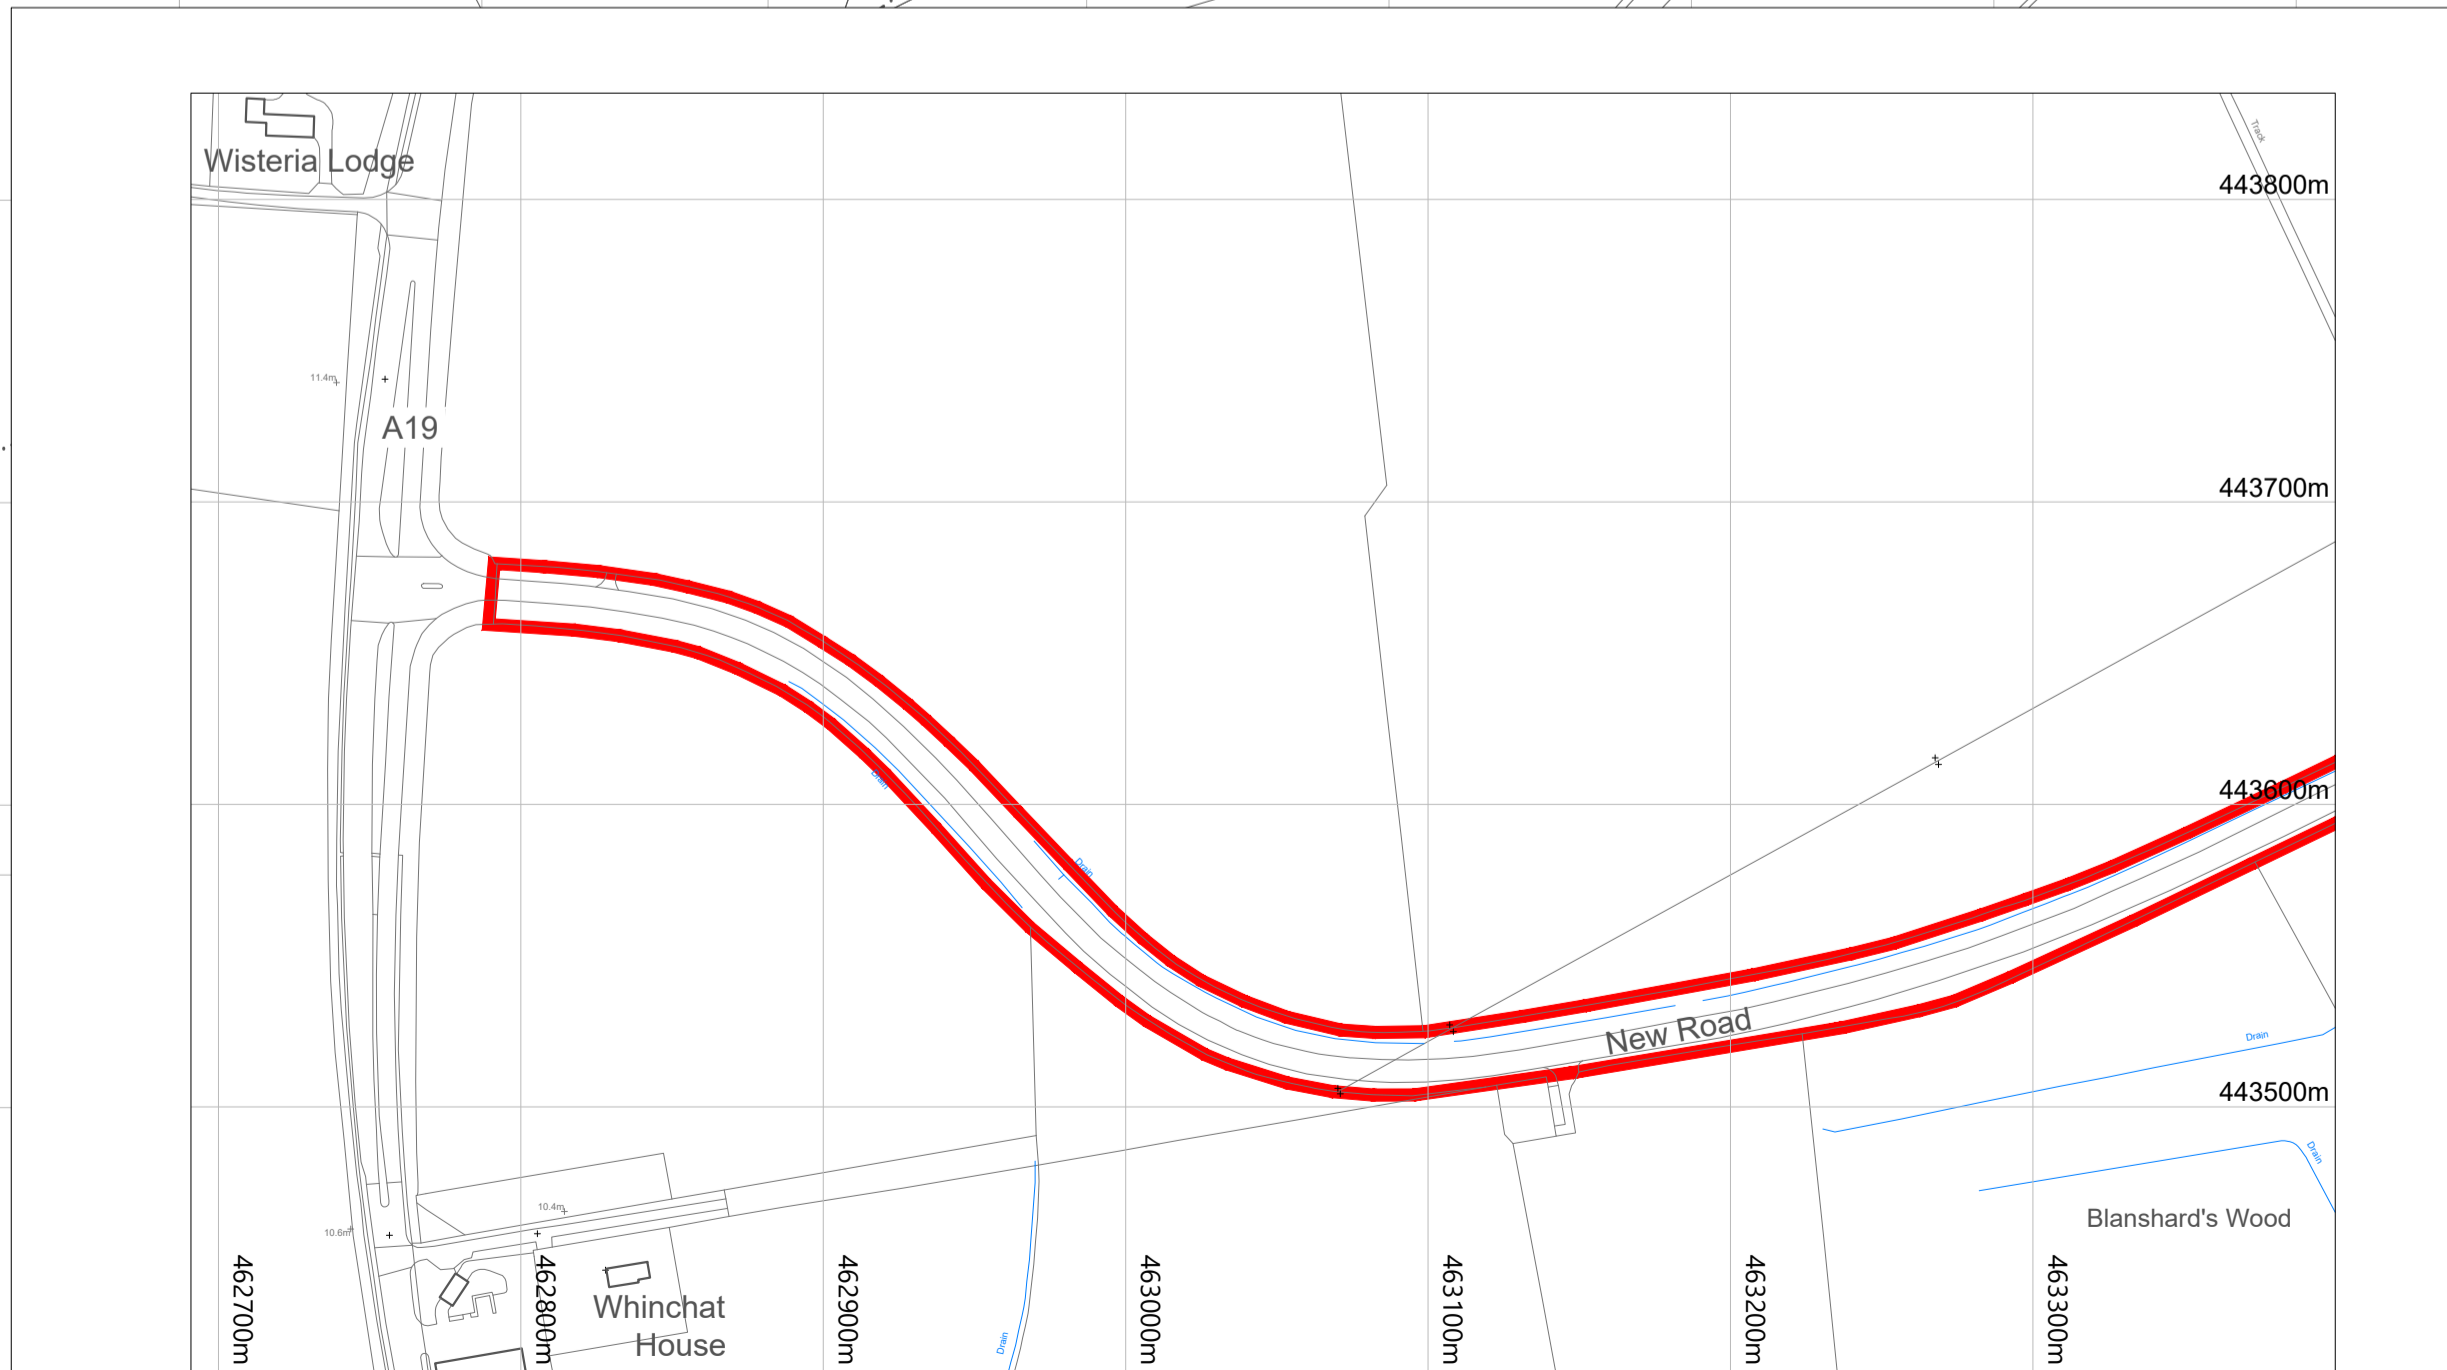 Wisteria Lodge
Track
443800m
11.4m
A19
443700m
Drain
443600m
Drain
New Road
Drain
443500m
Drain
10.4m
10.6m
Blanshard's Wood
462700m
462800m
462900m
463000m
463100m
463200m
463300m
Whinchat
House
Drain